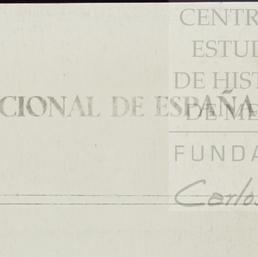 CENTR
ESTUD
DE HIST
CIONAL DE ESPAÑA
DE ME
FUNDA
Carlos